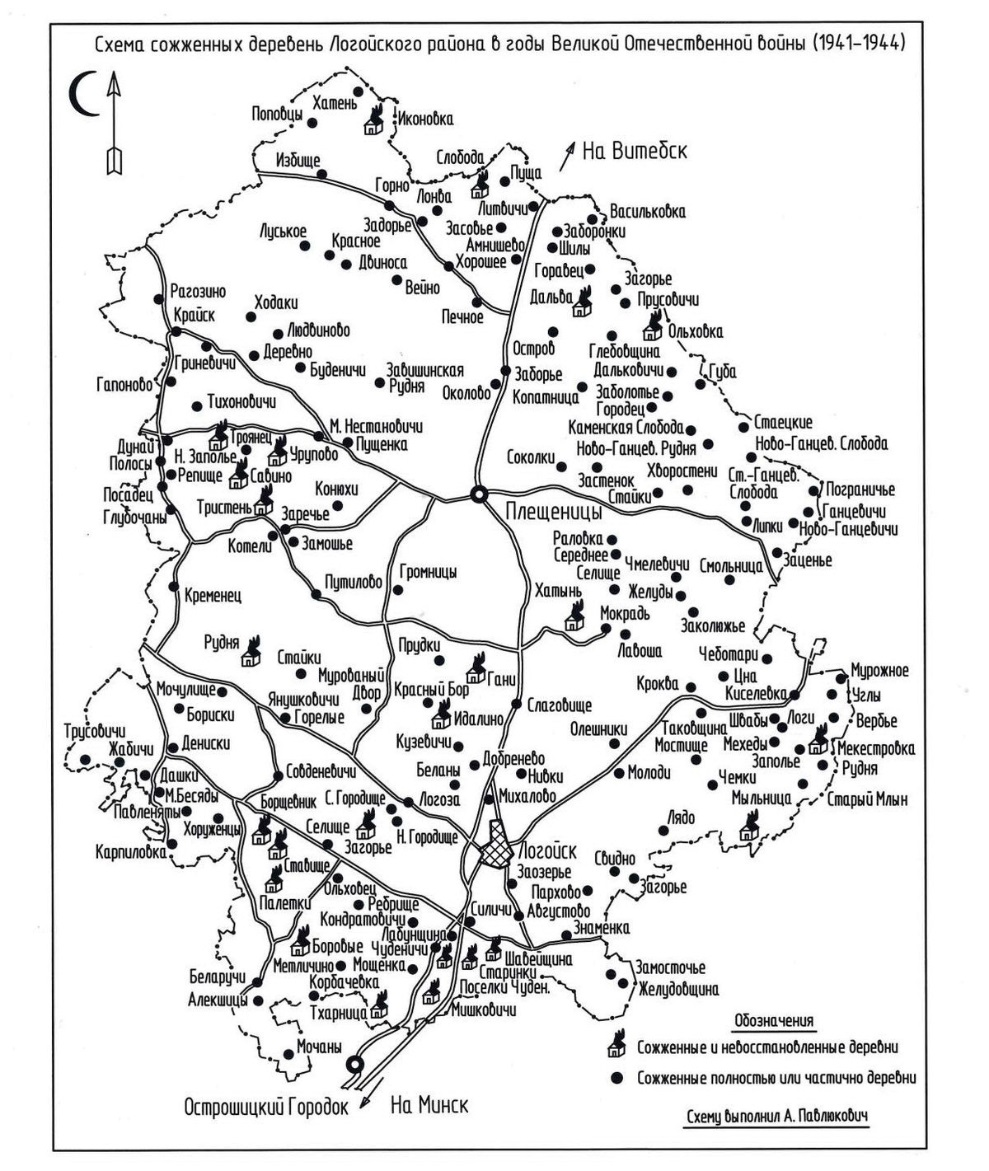 Схема сожженных деревень Логойского района в годы Великой Отечественной войны (1941-1944)
Хатень
Поповцы
Иконовка
Слобода
На Витебск
Избище
Пуща
Горно
Лонва
Литвичи
Васильковка
Задорье
Засовье
Заборонки
Луськое
Красное
Амнишево
Шилы
Двиноса
Хорошее
Горавец
Вейно
Загорье
Рагозино
Дальва
Прусовичи
Ходаки
Печное
Крайск
Людвиново
Ольховка
Остров
Гриневичи
Деревно
Глебовщина
Буденичи
Завишинская
Рудня
Заборье
Дальковичи
Губа
Гапоново
Околово
Копатница
Заболотье
Тихоновичи
Городец
М. Нестановичи
Каменская Слобода
Стаецкие
Дунай
Троянец
Пущенка
Ново-Ганцев. Рудня
Ново-Ганцев. Слобода
Н. Заполье
Урупово
Полосы
Соколки
Хворостени
Репище
Савино
Застенок
Ст.-Ганцев.
Слобода
Посадец
Конюхи
Стайки
Пограничье
Тристень
Глубочаны
Заречье
Плещеницы
Ганцевичи
Липки
Ново-Ганцевичи
Котели
Замошье
Раловка
Середнее
Заценье
Чмелевичи
Смольница
Путилово
Громницы
Селище
Хатынь
Желуды
Кременец
Мокрадь
Заколюжье
Рудня
Прудки
Лавоша
Чеботари
Стайки
Мурованый
Двор
Гани
Цна
Мурожное
Мочулище
Красный Бор
Кроква
Киселевка
Янушковичи
Углы
Бориски
Горелые
Идалино
Слаговище
Таковщина
Швабы
Логи
Вербье
Трусовичи
Олешники
Жабичи
Дениски
Кузевичи
Мостище
Мехеды
Мекестровка
Добренево
Заполье
Рудня
Дашки
Совденевичи
Беланы
Нивки
Молоди
Чемки
М.Бесяды
Борщевник
С. Городище
Логоза
Михалово
Мыльница
Старый Млын
Павленяты
Хоруженцы
Селище
Лядо
Загорье
Н. Городище
Карпиловка
Логойск
Ставище
Свидно
Заозерье
Ольховец
Пархово
Загорье
Палетки
Ребрище
Силичи
Августово
Кондратовичи
Знаменка
Лабунщина
Боровые
Чуденичи
Шавейщина
Метличино
Мощенка
Старинки
Замосточье
Беларучи
Корбачевка
Поселки Чуден.
Желудовщина
Алекшицы
Тхарница
Мишковичи
Мочаны
Обозначения
Сожженные и невосстановленные деревни
Сожженные полностью или частично деревни
Острошицкий Городок
На Минск
Схему выполнил А. Павлюкович